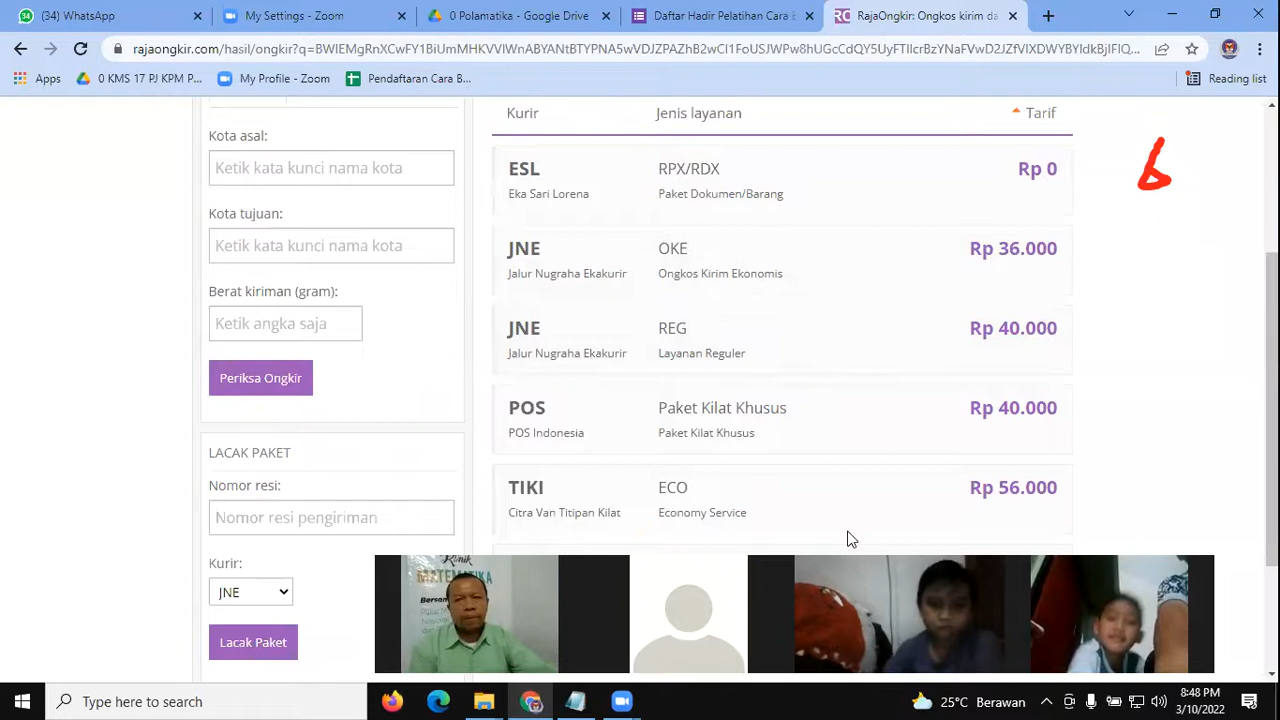 (34) WhatsApp
My Settings - Zoom
0 Polamatika - Google Drive
Daftar Hadir Pelatihan Cara B
RajaOngkir: Ongkos kirim da
Apps
0 KMS 17 PJ KPM P...
My Profile - Zoom
Pendaftaran Cara B...
Reading list
Kurir
Jenis layanan
Tarif
Kota asal:
Ketik kata kunci nama kota
Kota tujuan:
Ketik kata kunci nama kota
Berat kiriman (gram):
Ketik angka saja
Periksa Ongkir
LACAK PAKET
Nomor resi:
Nomor resi pengiriman
Kurir:
JNE
Lacak Paket
ESL RPX/RDX Rp 0
Eka Sari Lorena Paket Dokumen/Barang
JNE OKE Rp 36.000
Jalur Nugraha Ekakurir Ongkos Kirim Ekonomis
JNE REG Rp 40.000
Jalur Nugraha Ekakurir Layanan Reguler
POS Paket Kilat Khusus Rp 40.000
POS Indonesia Paket Kilat Khusus
TIKI ECO Rp 56.000
Citra Van Titipan Kilat Economy Service
6
Klinik
MATEMATIKA
Type here to search
25°C Berawan
8:48 PM
3/10/2022